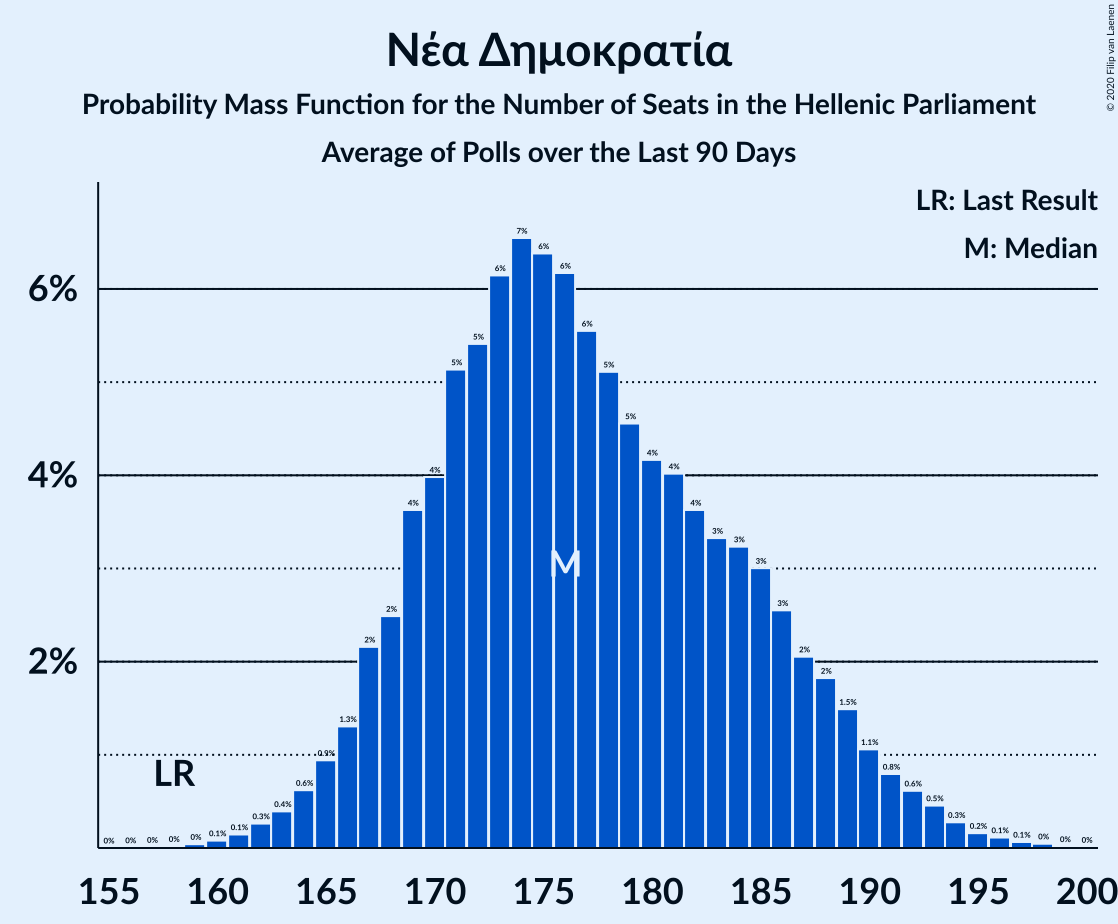 Νέα Δημοκρατία
Probability Mass Function for the Number of Seats in the Hellenic Parliament
Average of Polls over the Last 90 Days
© 2020 Filip van Laenen
LR: Last Result
M: Median
6%
4%
2%
0% 0% 0% 0% 0% 0.1% 0.1% 0.3% 0.4% 0.6% 0.9% 1.3% 2% 2% 4% 4% 5% 5% 6% 7% 6% 6% 6% 5% 5% 4% 4% 4% 3% 3% 3% 3% 2% 2% 1.5% 1.1% 0.8% 0.6% 0.5% 0.3% 0.2% 0.1% 0.1% 0% 0% 0%
M
LR
155 160 165 170 175 180 185 190 195 200